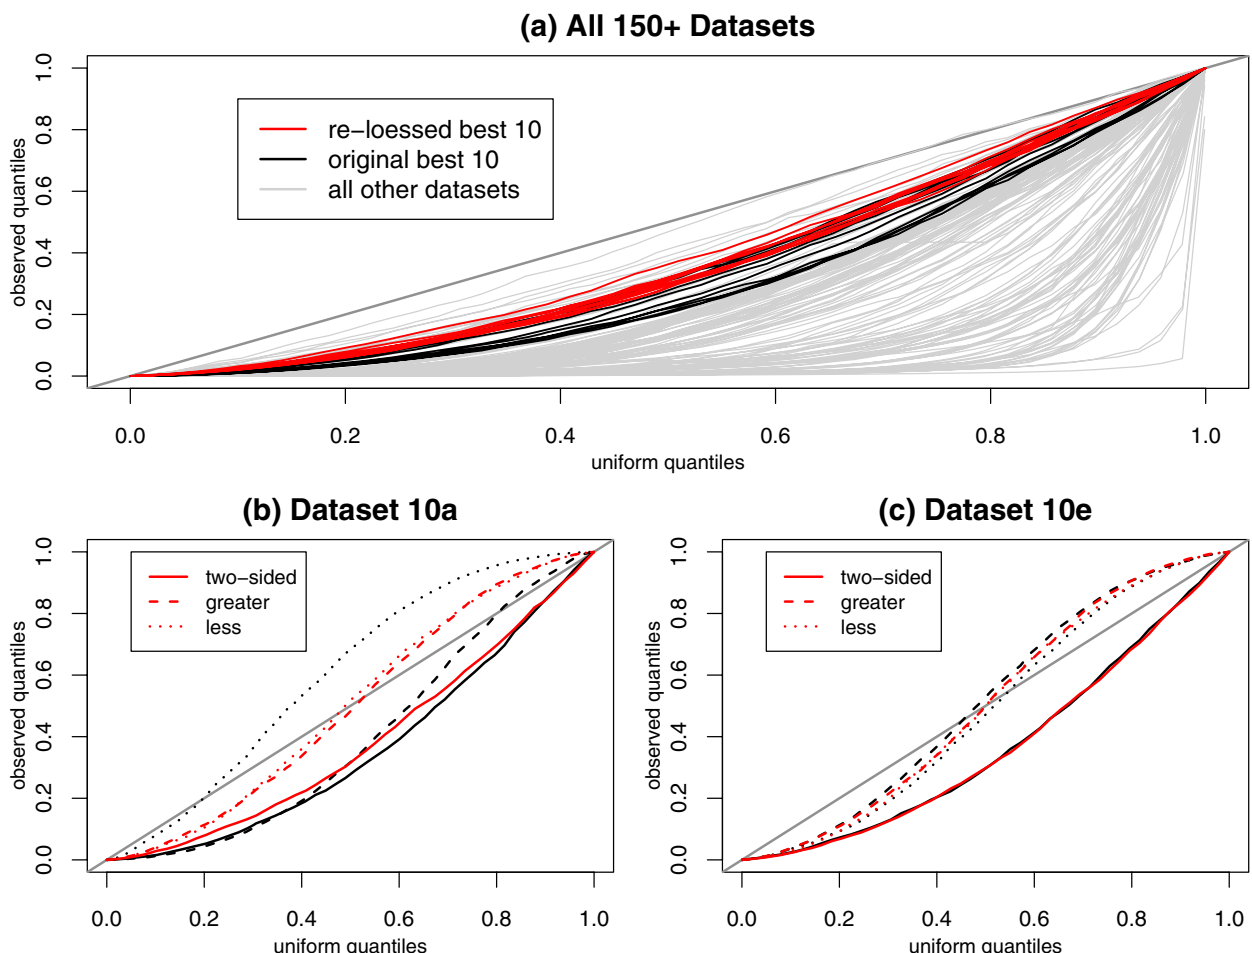 (a) All 150+ Datasets
observed quantiles
1.0
0.8
0.6
0.4
0.2
0.0
re−loessed best 10
original best 10
all other datasets
0.0 0.2 0.4 0.6 0.8 1.0
uniform quantiles
(b) Dataset 10a
observed quantiles
1.0
0.8
0.6
0.4
0.2
0.0
two−sided
greater
less
0.0 0.2 0.4 0.6 0.8 1.0
uniform quantiles
(c) Dataset 10e
observed quantiles
1.0
0.8
0.6
0.4
0.2
0.0
two−sided
greater
less
0.0 0.2 0.4 0.6 0.8 1.0
uniform quantiles